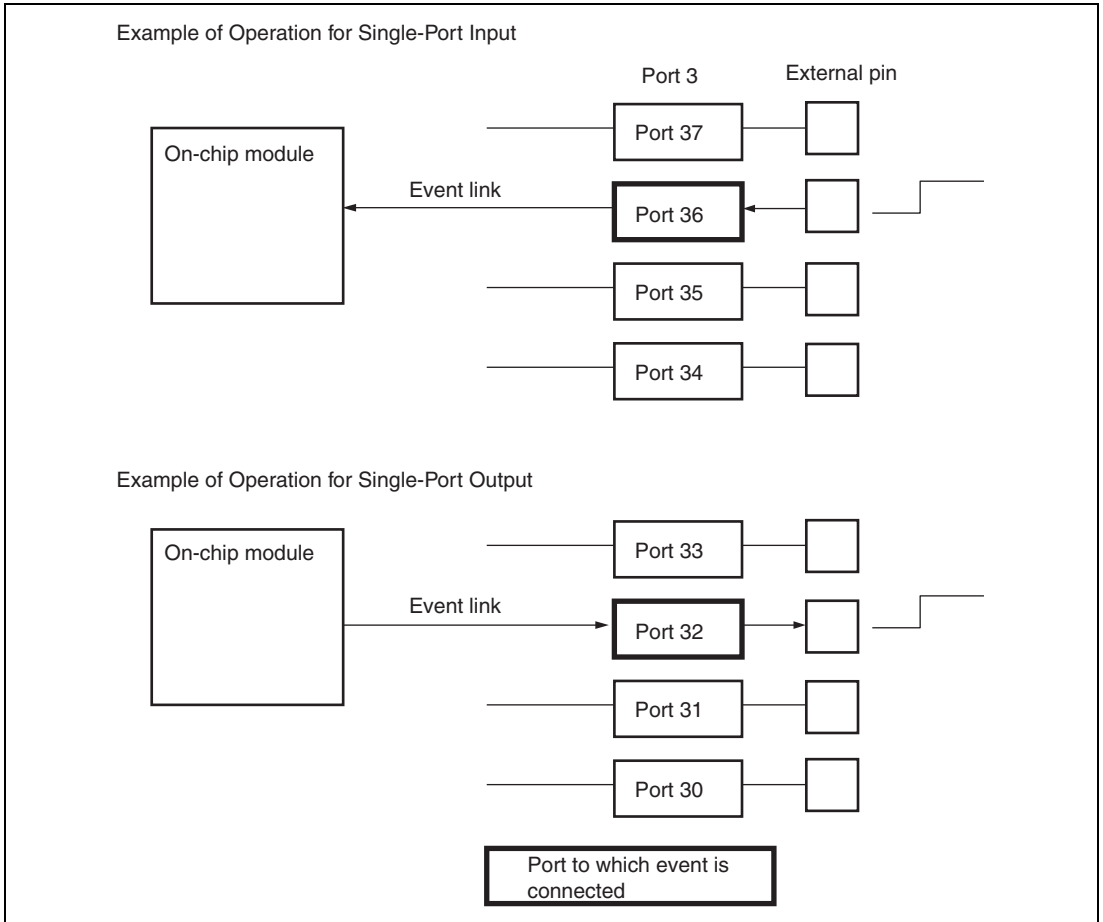 Example of Operation for Single-Port Input
Port 3
External pin
Port 37
On-chip module
Event link
Port 36
Port 35
Port 34
Example of Operation for Single-Port Output
Port 33
On-chip module
Event link
Port 32
Port 31
Port 30
Port to which event is
connected